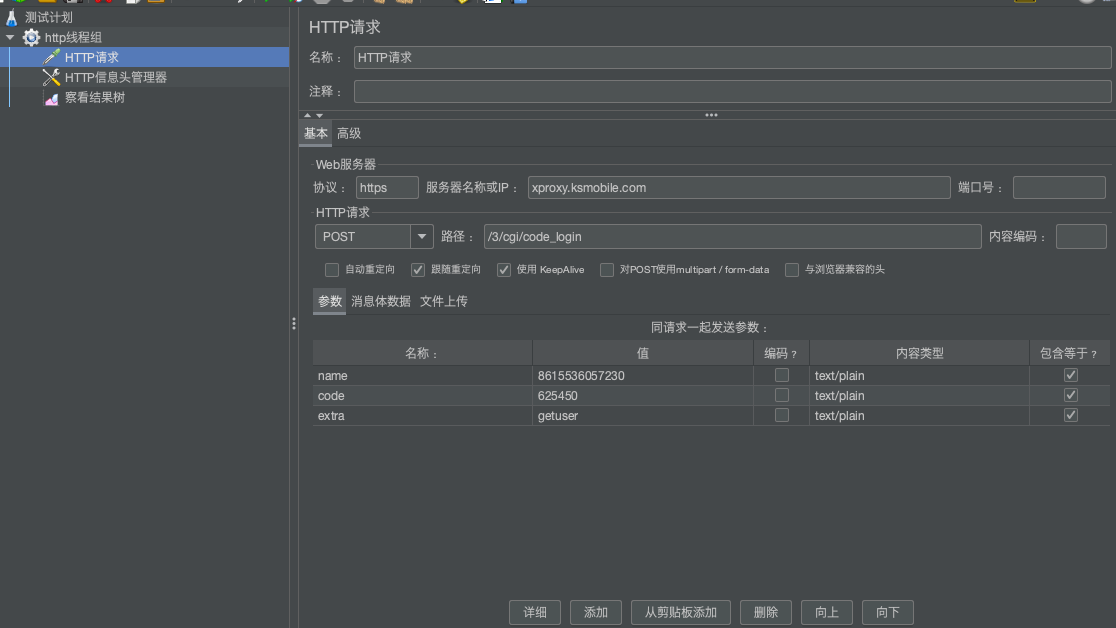 测试计划
http线程组
HTTP请求
HTTP信息头管理器
察看结果树
HTTP请求
名称： HTTP请求
注释：
基本 高级
Web服务器
协议： https 服务器名称或IP： xproxy.ksmobile.com 端口号：
HTTP请求
POST 路径： /3/cgi/code_login 内容编码：
自动重定向 跟随重定向 使用 KeepAlive 对POST使用multipart / form-data 与浏览器兼容的头
参数 消息体数据 文件上传
同请求一起发送参数：
名称： 值 编码？ 内容类型 包含等于？
name 8615536057230 text/plain
code 625450 text/plain
extra getuser text/plain
详细 添加 从剪贴板添加 删除 向上 向下